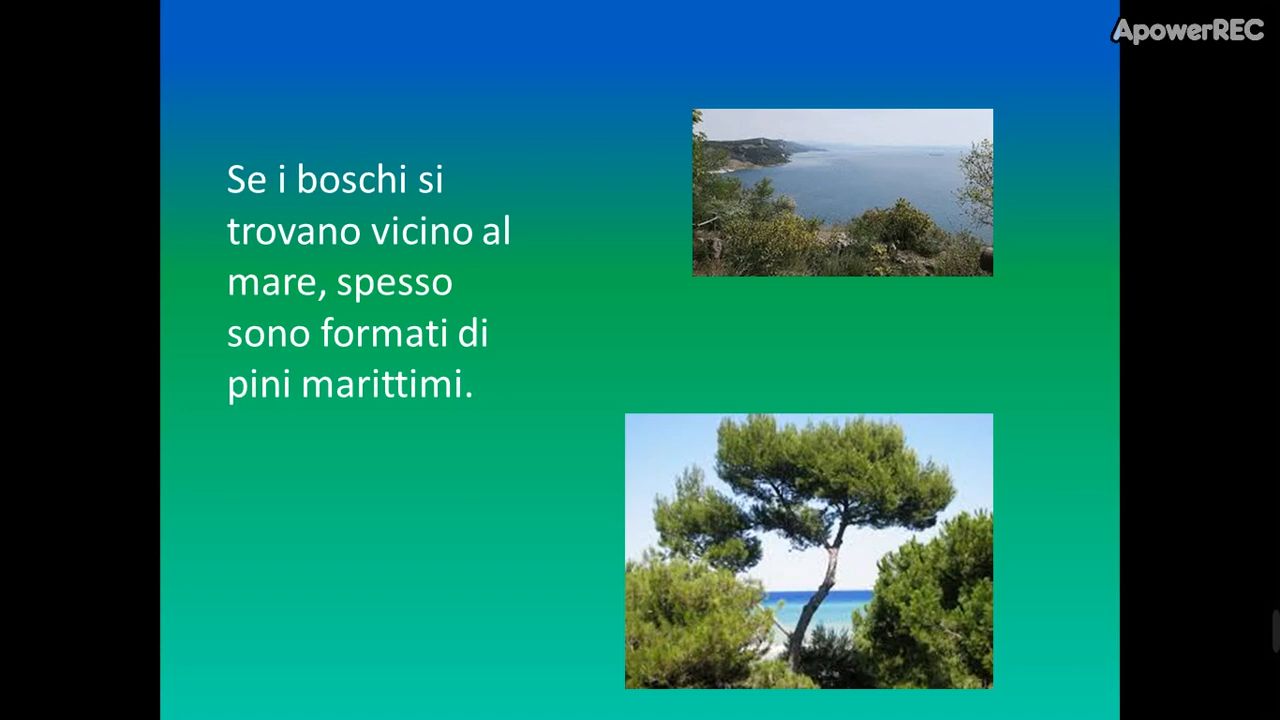 ApowerREC
Se i boschi si
trovano vicino al
mare, spesso
sono formati di
pini marittimi.